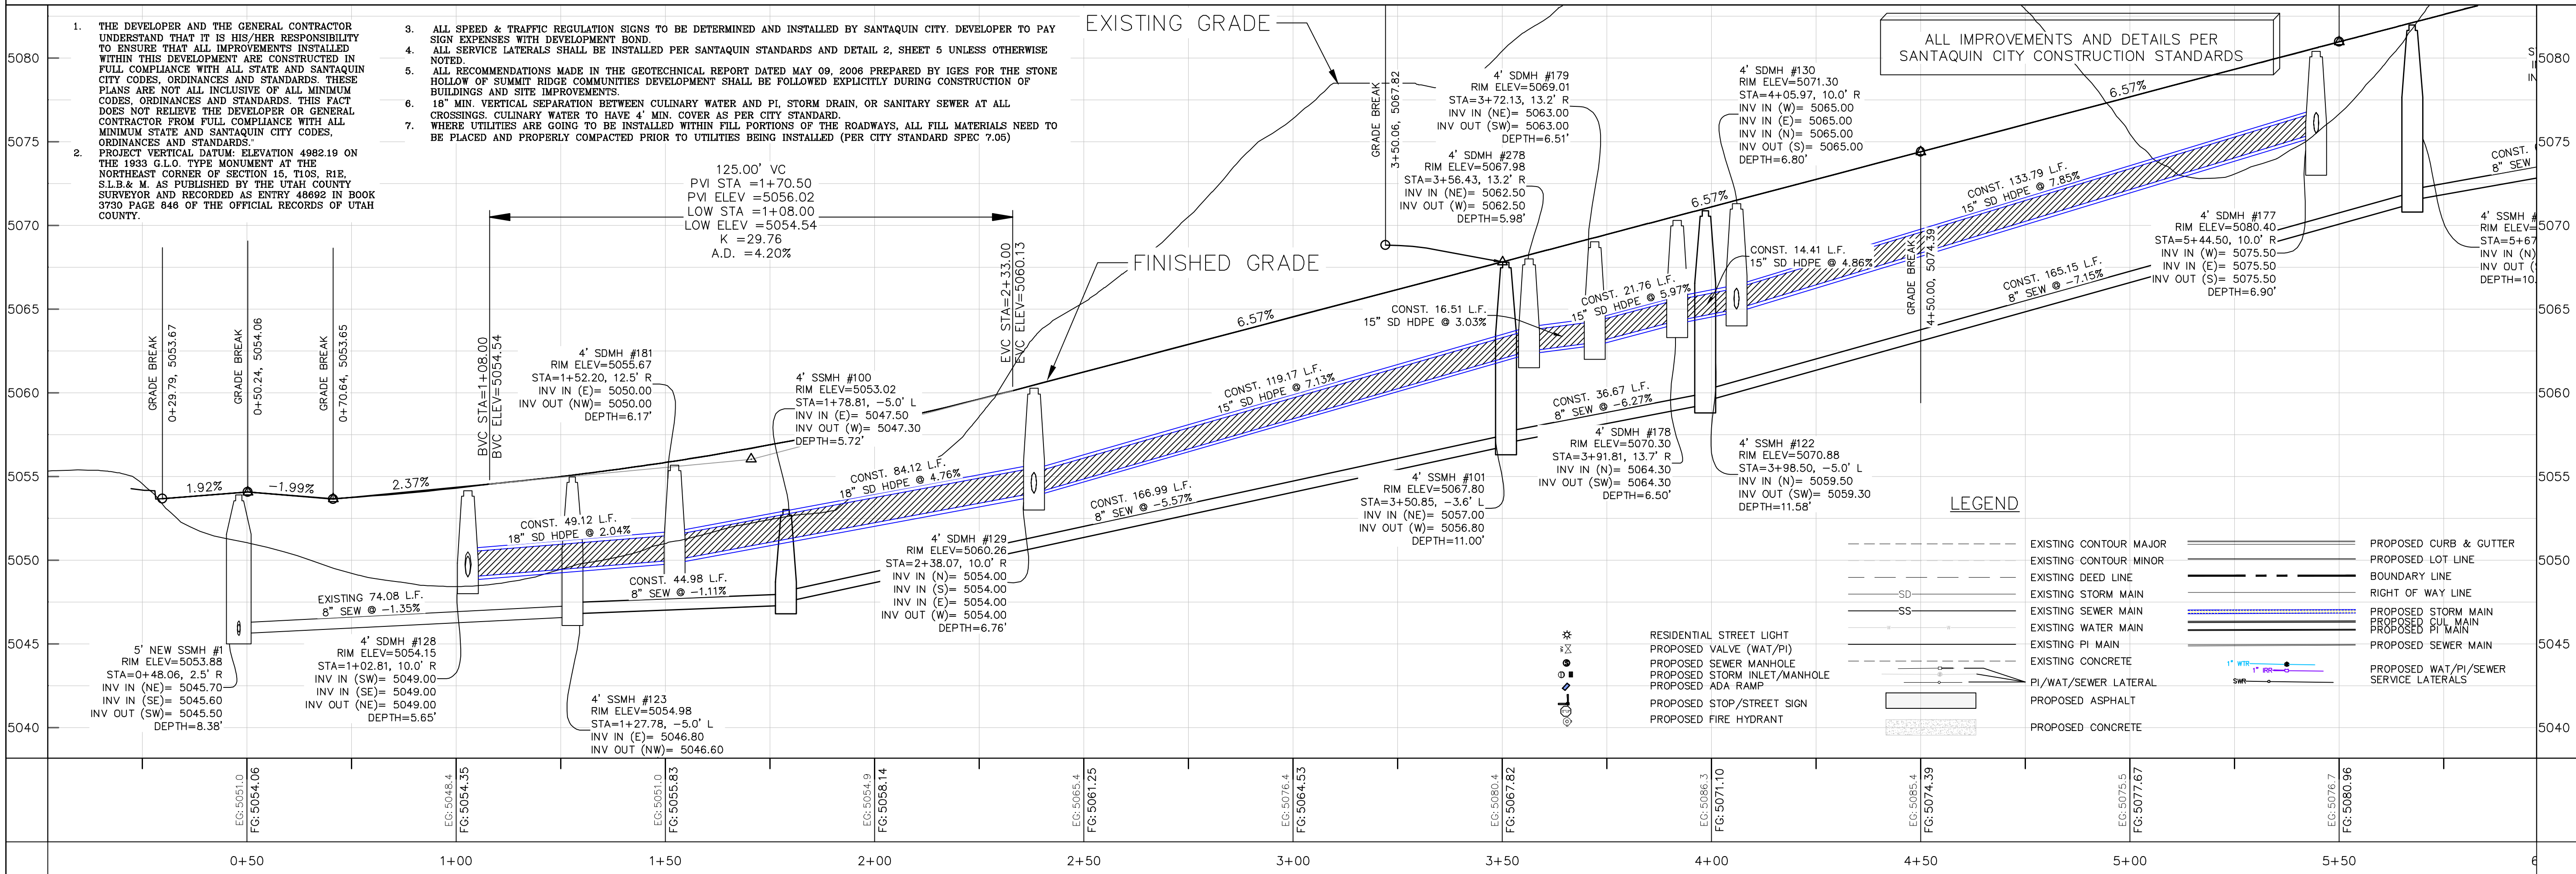 1. THE DEVELOPER AND THE GENERAL CONTRACTOR
UNDERSTAND THAT IT IS HIS/HER RESPONSIBILITY
TO ENSURE THAT ALL IMPROVEMENTS INSTALLED
WITHIN THIS DEVELOPMENT ARE CONSTRUCTED IN
FULL COMPLIANCE WITH ALL STATE AND SANTAQUIN
CITY CODES, ORDINANCES AND STANDARDS. THESE
PLANS ARE NOT ALL INCLUSIVE OF ALL MINIMUM
CODES, ORDINANCES AND STANDARDS. THIS FACT
DOES NOT RELIEVE THE DEVELOPER OR GENERAL
CONTRACTOR FROM FULL COMPLIANCE WITH ALL
MINIMUM STATE AND SANTAQUIN CITY CODES,
ORDINANCES AND STANDARDS."
2. PROJECT VERTICAL DATUM: ELEVATION 4982.19 ON
THE 1933 G.L.O. TYPE MONUMENT AT THE
NORTHEAST CORNER OF SECTION 15, T10S, R1E,
S.L.B.& M. AS PUBLISHED BY THE UTAH COUNTY
SURVEYOR AND RECORDED AS ENTRY 48692 IN BOOK
3730 PAGE 846 OF THE OFFICIAL RECORDS OF UTAH
COUNTY.
3. ALL SPEED & TRAFFIC REGULATION SIGNS TO BE DETERMINED AND INSTALLED BY SANTAQUIN CITY. DEVELOPER TO PAY
SIGN EXPENSES WITH DEVELOPMENT BOND.
4. ALL SERVICE LATERALS SHALL BE INSTALLED PER SANTAQUIN STANDARDS AND DETAIL 2, SHEET 5 UNLESS OTHERWISE
NOTED.
5. ALL RECOMMENDATIONS MADE IN THE GEOTECHNICAL REPORT DATED MAY 09, 2006 PREPARED BY IGES FOR THE STONE
HOLLOW OF SUMMIT RIDGE COMMUNITIES DEVELOPMENT SHALL BE FOLLOWED EXPLICITLY DURING CONSTRUCTION OF
BUILDINGS AND SITE IMPROVEMENTS.
6. 18" MIN. VERTICAL SEPARATION BETWEEN CULINARY WATER AND PI, STORM DRAIN, OR SANITARY SEWER AT ALL
CROSSINGS. CULINARY WATER TO HAVE 4' MIN. COVER AS PER CITY STANDARD.
7. WHERE UTILITIES ARE GOING TO BE INSTALLED WITHIN FILL PORTIONS OF THE ROADWAYS, ALL FILL MATERIALS NEED TO
BE PLACED AND PROPERLY COMPACTED PRIOR TO UTILITIES BEING INSTALLED (PER CITY STANDARD SPEC 7.05)
EXISTING GRADE
ALL IMPROVEMENTS AND DETAILS PER
SANTAQUIN CITY CONSTRUCTION STANDARDS
5080
5075
5070
5065
5060
5055
5050
5045
5040
5080
5075
5070
5065
5060
5055
5050
5045
5040
125.00' VC
PVI STA =1+70.50
PVI ELEV =5056.02
LOW STA =1+08.00
LOW ELEV =5054.54
K =29.76
A.D. =4.20%
FINISHED GRADE
GRADE BREAK
0+29.79, 5053.67
GRADE BREAK
0+50.24, 5054.06
GRADE BREAK
0+70.64, 5053.65
BVC STA=1+08.00
BVC ELEV=5054.54
EVC STA=2+33.00
EVC ELEV=5060.13
GRADE BREAK
3+50.06, 5067.82
GRADE BREAK
4+50.00, 5074.39
1.92%
-1.99%
2.37%
6.57%
6.57%
6.57%
4' SDMH #181
RIM ELEV=5055.67
STA=1+52.20, 12.5' R
INV IN (E)= 5050.00
INV OUT (NW)= 5050.00
DEPTH=6.17'
4' SSMH #100
RIM ELEV=5053.02
STA=1+78.81, -5.0' L
INV IN (E)= 5047.50
INV OUT (W)= 5047.30
DEPTH=5.72'
4' SDMH #179
RIM ELEV=5069.01
STA=3+72.13, 13.2' R
INV IN (NE)= 5063.00
INV OUT (SW)= 5063.00
DEPTH=6.51'
4' SDMH #278
RIM ELEV=5067.98
STA=3+56.43, 13.2' R
INV IN (NE)= 5062.50
INV OUT (W)= 5062.50
DEPTH=5.98'
4' SDMH #130
RIM ELEV=5071.30
STA=4+05.97, 10.0' R
INV IN (W)= 5065.00
INV IN (E)= 5065.00
INV IN (N)= 5065.00
INV OUT (S)= 5065.00
DEPTH=6.80'
4' SDMH #177
RIM ELEV=5080.40
STA=5+44.50, 10.0' R
INV IN (W)= 5075.50
INV IN (E)= 5075.50
INV OUT (S)= 5075.50
DEPTH=6.90'
4' SSMH #
RIM ELEV=
STA=5+67
INV IN (N)
INV OUT (
DEPTH=10.
CONST. 133.79 L.F.
15" SD HDPE @ 7.85%
CONST. 14.41 L.F.
15" SD HDPE @ 4.86%
CONST. 21.76 L.F.
15" SD HDPE @ 5.97%
CONST. 16.51 L.F.
15" SD HDPE @ 3.03%
CONST. 119.17 L.F.
15" SD HDPE @ 7.13%
CONST. 84.12 L.F.
18" SD HDPE @ 4.76%
CONST. 49.12 L.F.
18" SD HDPE @ 2.04%
CONST. 165.15 L.F.
8" SEW @ -7.15%
CONST. 36.67 L.F.
8" SEW @ -6.27%
CONST. 166.99 L.F.
8" SEW @ -5.57%
CONST. 44.98 L.F.
8" SEW @ -1.11%
EXISTING 74.08 L.F.
8" SEW @ -1.35%
CONST.
8" SEW
5' NEW SSMH #1
RIM ELEV=5053.88
STA=0+48.06, 2.5' R
INV IN (NE)= 5045.70
INV IN (SE)= 5045.60
INV OUT (SW)= 5045.50
DEPTH=8.38'
4' SDMH #128
RIM ELEV=5054.15
STA=1+02.81, 10.0' R
INV IN (SW)= 5049.00
INV IN (SE)= 5049.00
INV OUT (NE)= 5049.00
DEPTH=5.65'
4' SSMH #123
RIM ELEV=5054.98
STA=1+27.78, -5.0' L
INV IN (E)= 5046.80
INV OUT (NW)= 5046.60
4' SDMH #129
RIM ELEV=5060.26
STA=2+38.07, 10.0' R
INV IN (N)= 5054.00
INV IN (S)= 5054.00
INV IN (E)= 5054.00
INV OUT (W)= 5054.00
DEPTH=6.76'
4' SSMH #101
RIM ELEV=5067.80
STA=3+50.85, -3.6' L
INV IN (NE)= 5057.00
INV OUT (W)= 5056.80
DEPTH=11.00'
4' SDMH #178
RIM ELEV=5070.30
STA=3+91.81, 13.7' R
INV IN (N)= 5064.30
INV OUT (SW)= 5064.30
DEPTH=6.50'
4' SSMH #122
RIM ELEV=5070.88
STA=3+98.50, -5.0' L
INV IN (N)= 5059.50
INV OUT (SW)= 5059.30
DEPTH=11.58'
LEGEND
EXISTING CONTOUR MAJOR
EXISTING CONTOUR MINOR
EXISTING DEED LINE
SD EXISTING STORM MAIN
SS EXISTING SEWER MAIN
EXISTING WATER MAIN
EXISTING PI MAIN
EXISTING CONCRETE
PI/WAT/SEWER LATERAL
PROPOSED ASPHALT
PROPOSED CONCRETE
PROPOSED CURB & GUTTER
PROPOSED LOT LINE
BOUNDARY LINE
RIGHT OF WAY LINE
PROPOSED STORM MAIN
PROPOSED CUL MAIN
PROPOSED PI MAIN
PROPOSED SEWER MAIN
1" WTR
1" IRR
SWR
PROPOSED WAT/PI/SEWER
SERVICE LATERALS
RESIDENTIAL STREET LIGHT
PROPOSED VALVE (WAT/PI)
PROPOSED SEWER MANHOLE
PROPOSED STORM INLET/MANHOLE
PROPOSED ADA RAMP
PROPOSED STOP/STREET SIGN
PROPOSED FIRE HYDRANT
EG: 5051.0
FG: 5054.06
EG: 5048.4
FG: 5054.35
EG: 5051.0
FG: 5055.83
EG: 5054.9
FG: 5058.14
EG: 5065.4
FG: 5061.25
EG: 5076.4
FG: 5064.53
EG: 5080.4
FG: 5067.82
EG: 5086.3
FG: 5071.10
EG: 5085.4
FG: 5074.39
EG: 5075.5
FG: 5077.67
EG: 5076.7
FG: 5080.96
0+50
1+00
1+50
2+00
2+50
3+00
3+50
4+00
4+50
5+00
5+50
6